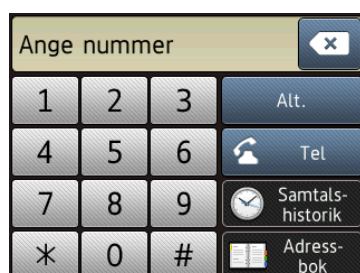 Ange nummer
1 2 3 Alt.
4 5 6 Tel
7 8 9 Samtals-
historik
* 0 # Adress-
bok